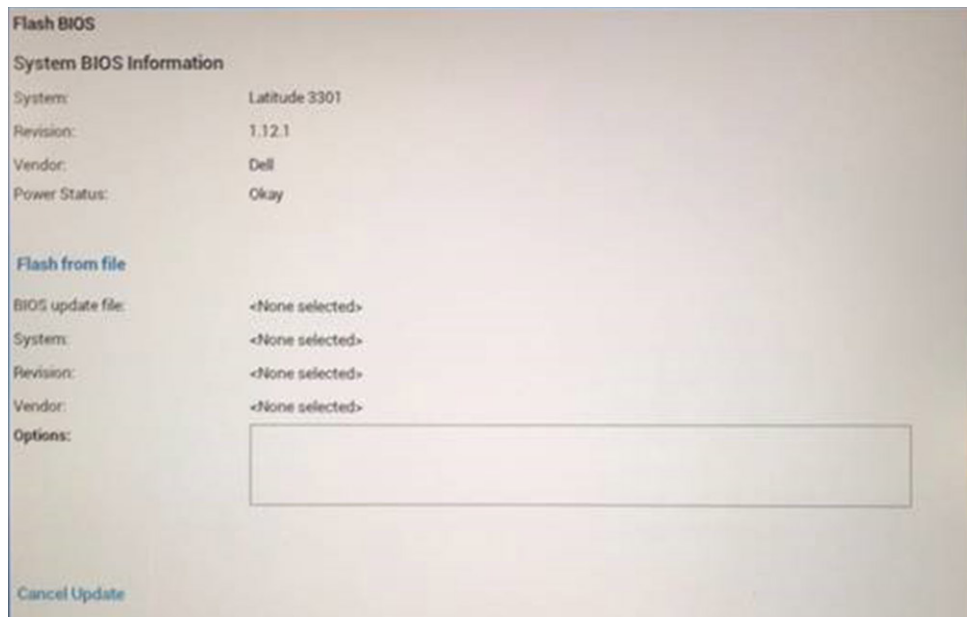 Flash BIOS
System BIOS Information
System: Latitude 3301
Revision: 1.12.1
Vendor: Dell
Power Status: Okay
Flash from file
BIOS update file: <None selected>
System: <None selected>
Revision: <None selected>
Vendor: <None selected>
Options:
Cancel Update